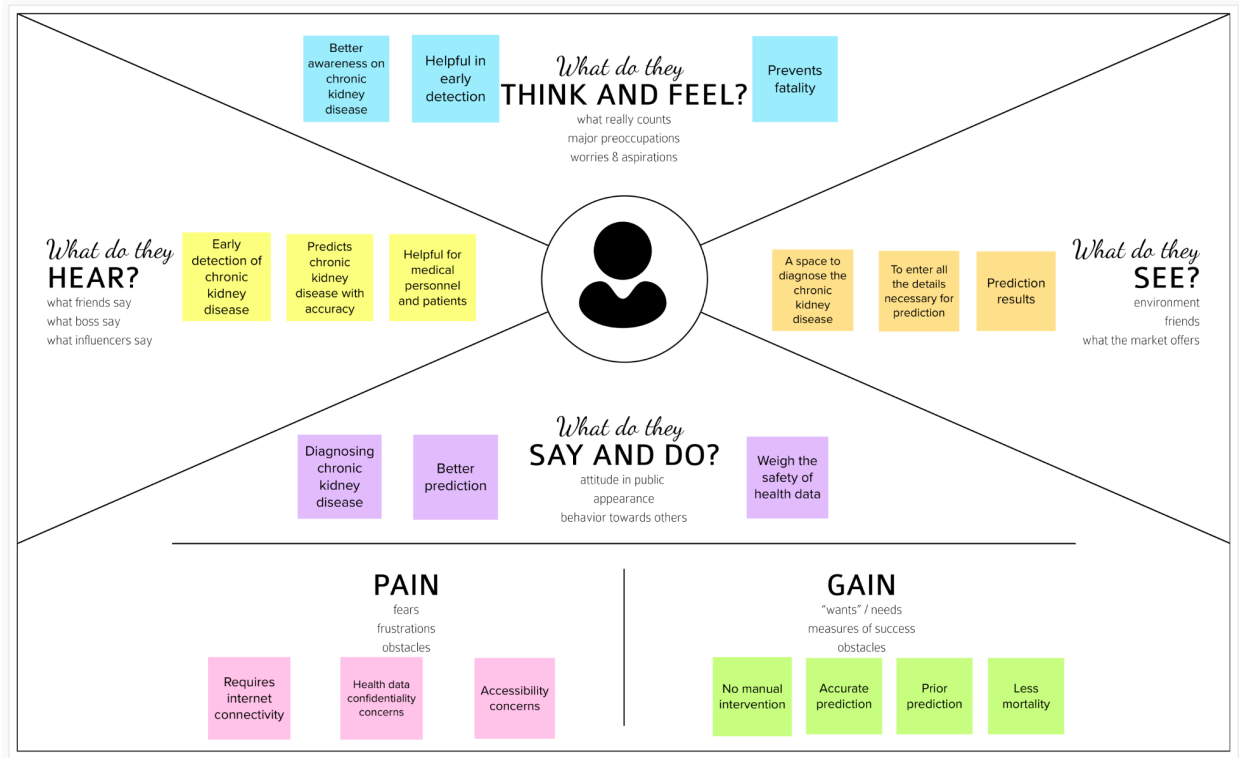 Better
awareness on
chronic
kidney
disease
Helpful in
early
detection
What do they
THINK AND FEEL?
what really counts
major preoccupations
worries & aspirations
Prevents
fatality
What do they
HEAR?
what friends say
what boss say
what influencers say
Early
detection of
chronic
kidney
disease
Predicts
chronic
kidney
disease with
accuracy
Helpful for
medical
personnel
and patients
A space to
diagnose the
chronic
kidney
disease
To enter all
the details
necessary for
prediction
Prediction
results
What do they
SEE?
environment
friends
what the market offers
Diagnosing
chronic
kidney
disease
Better
prediction
What do they
SAY AND DO?
attitude in public
appearance
behavior towards others
Weigh the
safety of
health data
PAIN
fears
frustrations
obstacles
Requires
internet
connectivity
Health data
confidentiality
concerns
Accessibility
concerns
GAIN
"wants" / needs
measures of success
obstacles
No manual
intervention
Accurate
prediction
Prior
prediction
Less
mortality